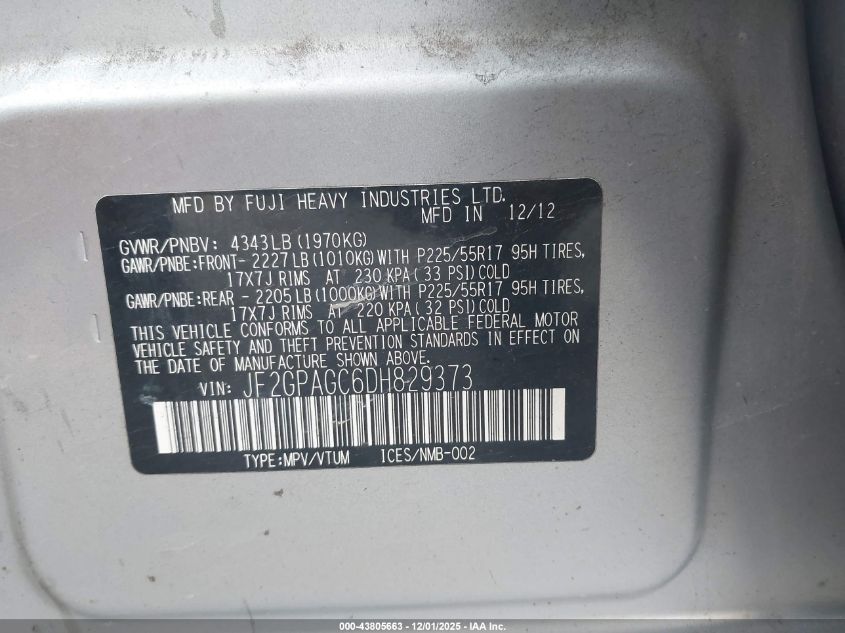 MFD BY FUJI HEAVY INDUSTRIES LTD.
MFD IN 12/12
GVWR/PNBV: 4343LB(1970KG)
GAWR/PNBE:FRONT- 2227LB(1010KG)WITH P225/55R17 95H TIRES,
17X7J RIMS AT 230 KPA(33 PSI)COLD
GAWR/PNBE:REAR - 2205LB(1000KG)WITH P225/55R17 95H TIRES,
17X7J RIMS AT 220 KPA(32 PSI)COLD
THIS VEHICLE CONFORMS TO ALL APPLICABLE FEDERAL MOTOR
VEHICLE SAFETY AND THEFT PREVENTION STANDARDS IN EFFECT ON
THE DATE OF MANUFACTURE SHOWN ABOVE.
VIN: JF2GPAGC6DH829373
TYPE:MPV/VTUM ICES/NMB-002
000-43805663 - 12/01/2025 - IAA Inc.